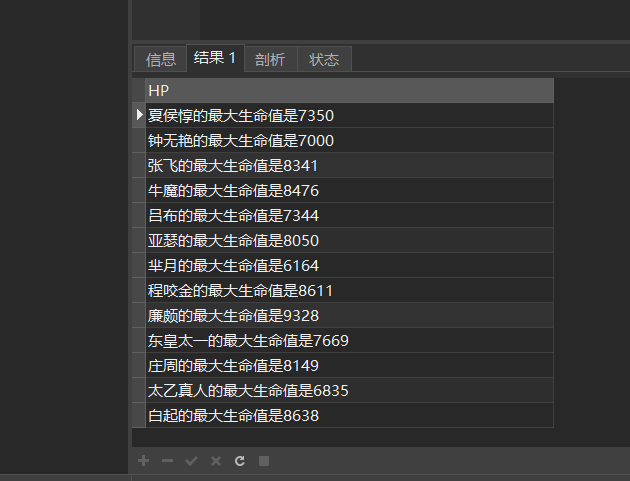 信息 结果 1 剖析 状态
HP
夏侯惇的最大生命值是7350
钟无艳的最大生命值是7000
张飞的最大生命值是8341
牛魔的最大生命值是8476
吕布的最大生命值是7344
亚瑟的最大生命值是8050
芈月的最大生命值是6164
程咬金的最大生命值是8611
廉颇的最大生命值是9328
东皇太一的最大生命值是7669
庄周的最大生命值是8149
太乙真人的最大生命值是6835
白起的最大生命值是8638